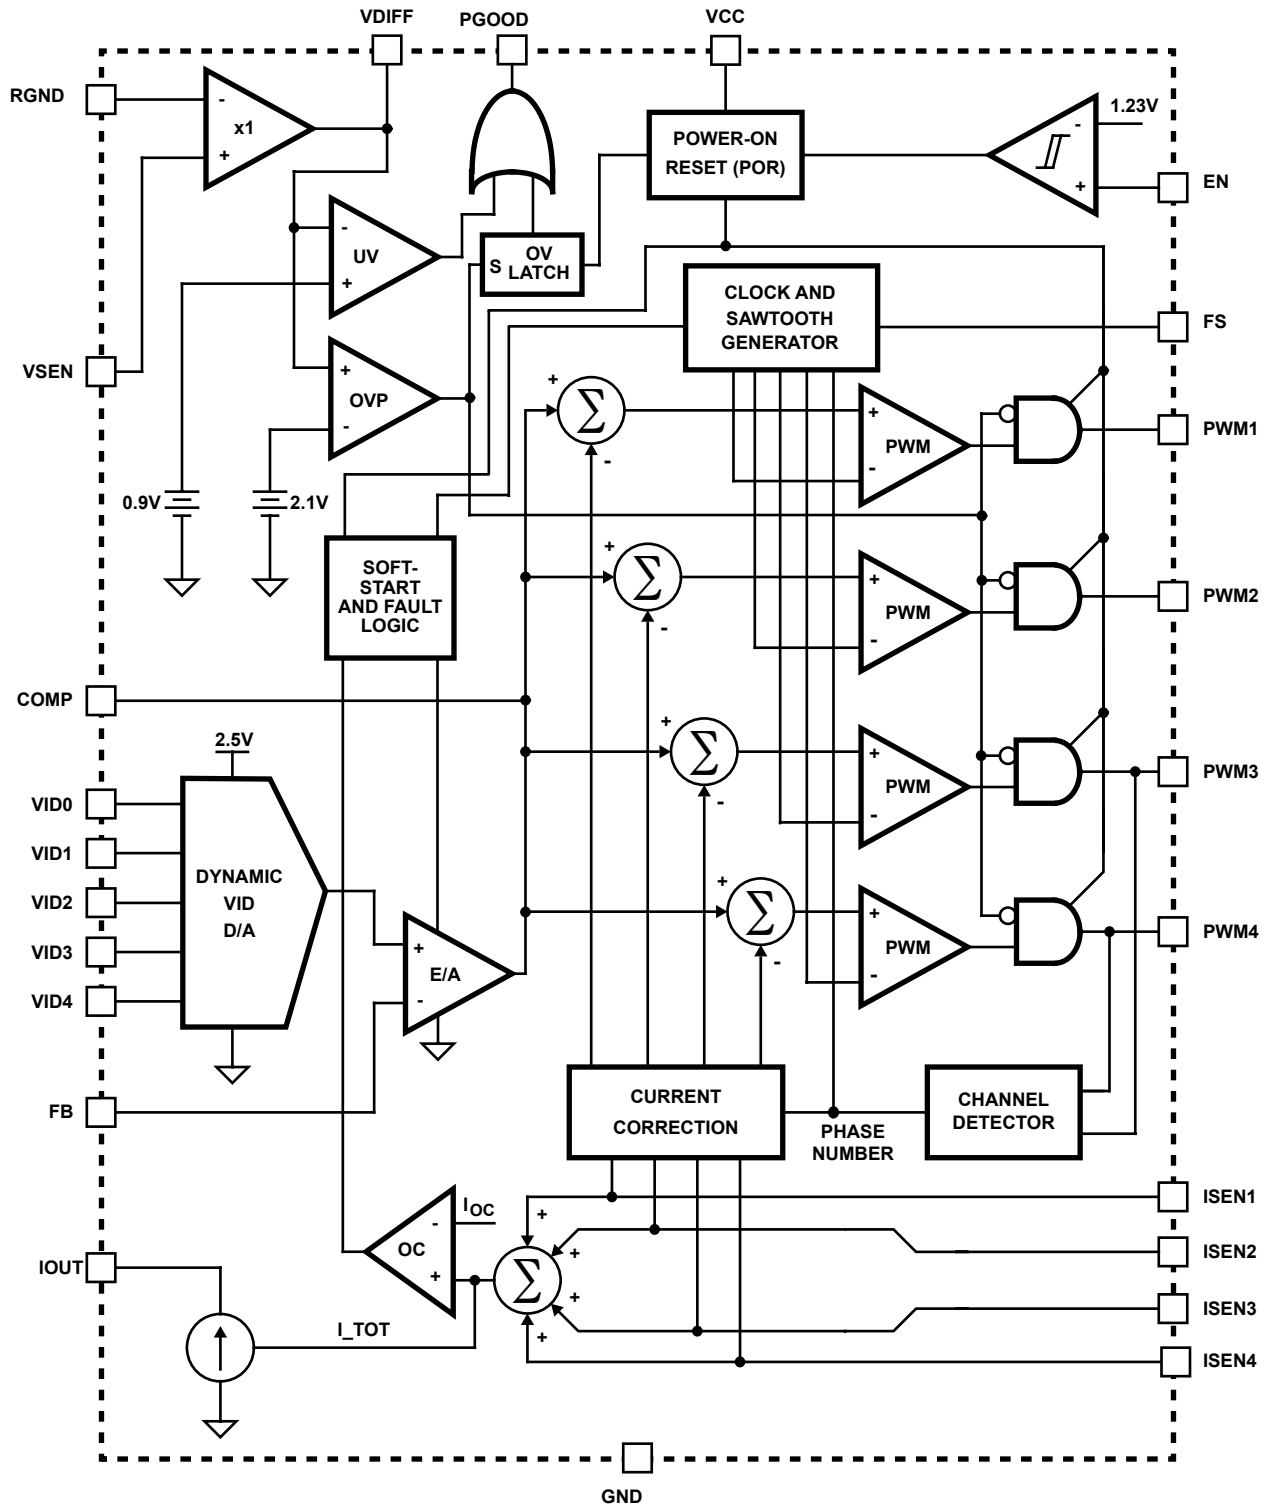 VDIFF
PGOOD
VCC
RGND
-
x1
+
POWER-ON
RESET (POR)
1.23V
-
+
EN
-
UV
+
S
OV
LATCH
CLOCK AND
SAWTOOTH
GENERATOR
FS
VSEN
+
OVP
-
+
Σ
-
+
PWM
-
PWM1
0.9V
2.1V
SOFT-
START
AND FAULT
LOGIC
+
Σ
-
+
PWM
-
PWM2
COMP
+
Σ
-
+
PWM
-
PWM3
2.5V
VID0
VID1
VID2
VID3
VID4
DYNAMIC
VID
D/A
+
E/A
-
+
Σ
-
+
PWM
-
PWM4
FB
CURRENT
CORRECTION
PHASE
NUMBER
CHANNEL
DETECTOR
ISEN1
IOC
-
OC
+
+
+
Σ
+
+
ISEN2
IOUT
ISEN3
I_TOT
ISEN4
GND